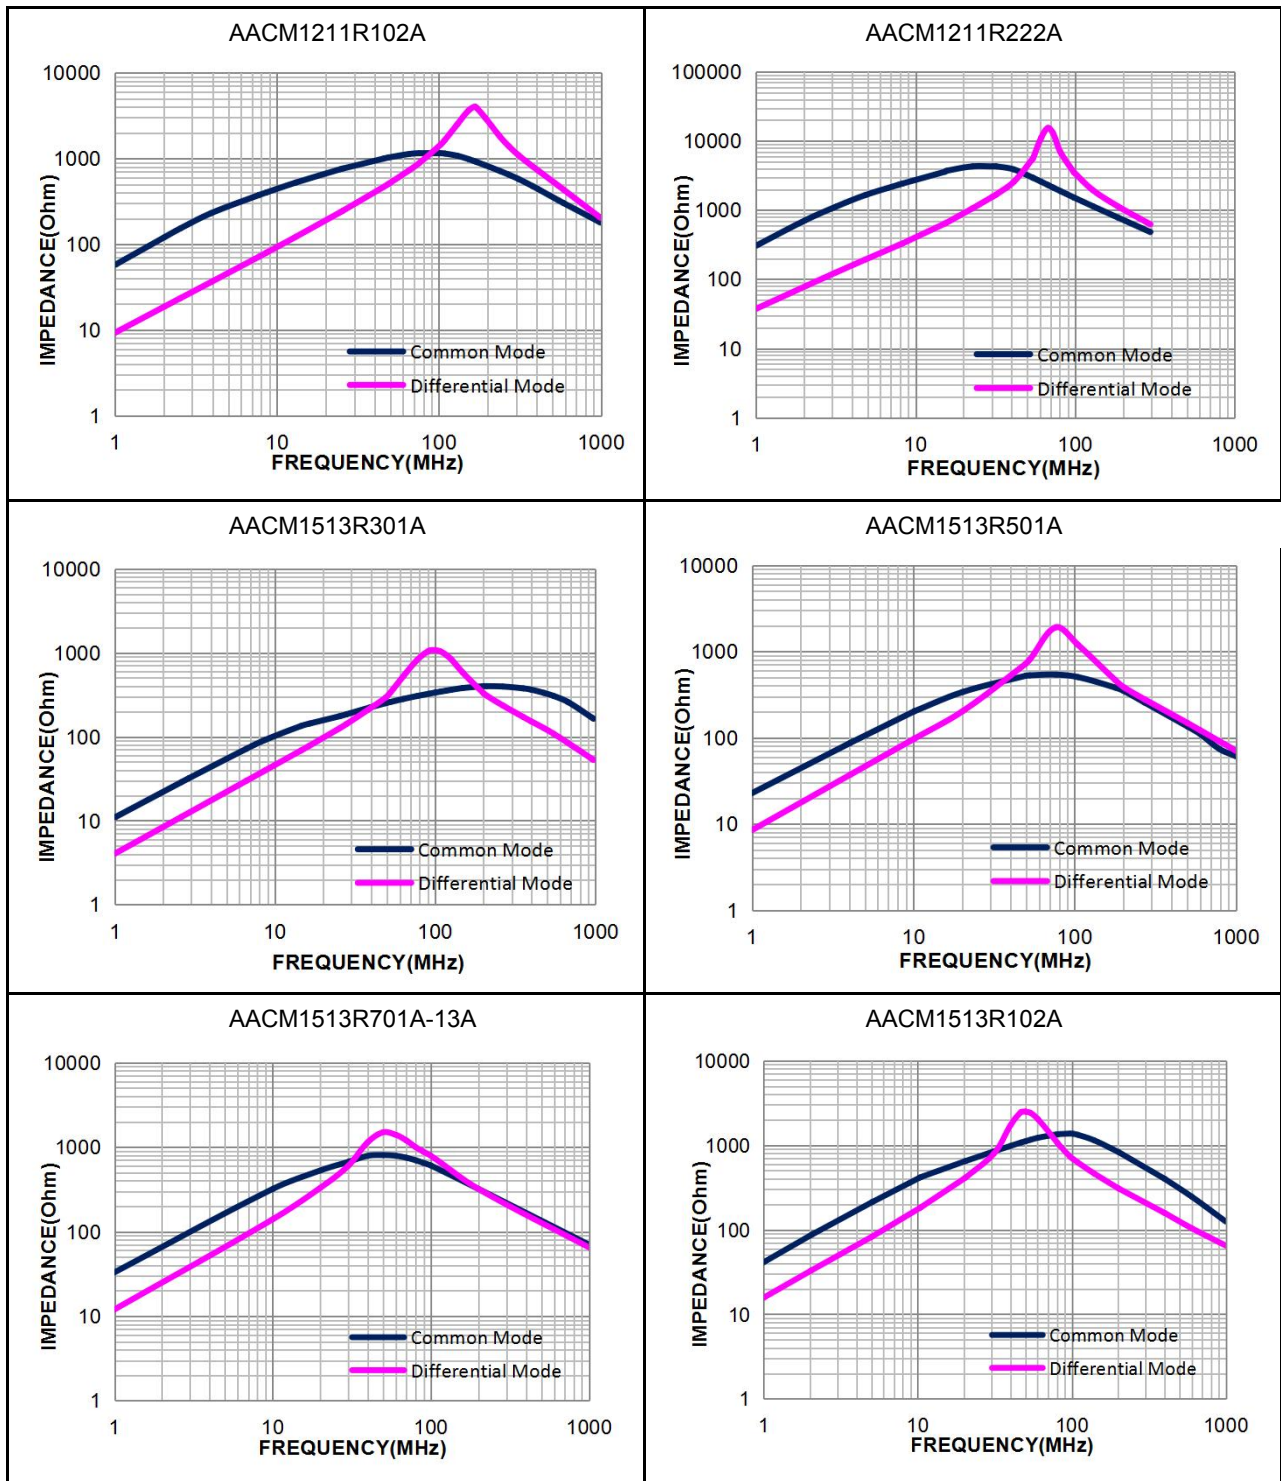 AACM1211R102A
10000
1000
100
10
1
IMPEDANCE(Ohm)
Common Mode
Differential Mode
1
10
100
1000
FREQUENCY(MHz)
AACM1211R222A
100000
10000
1000
100
10
1
IMPEDANCE(Ohm)
Common Mode
Differential Mode
1
10
100
1000
FREQUENCY(MHz)
AACM1513R301A
10000
1000
100
10
1
IMPEDANCE(Ohm)
Common Mode
Differential Mode
1
10
100
1000
FREQUENCY(MHz)
AACM1513R501A
10000
1000
100
10
1
IMPEDANCE(Ohm)
Common Mode
Differential Mode
1
10
100
1000
FREQUENCY(MHz)
AACM1513R701A-13A
10000
1000
100
10
1
IMPEDANCE(Ohm)
Common Mode
Differential Mode
1
10
100
1000
FREQUENCY(MHz)
AACM1513R102A
10000
1000
100
10
1
IMPEDANCE(Ohm)
Common Mode
Differential Mode
1
10
100
1000
FREQUENCY(MHz)